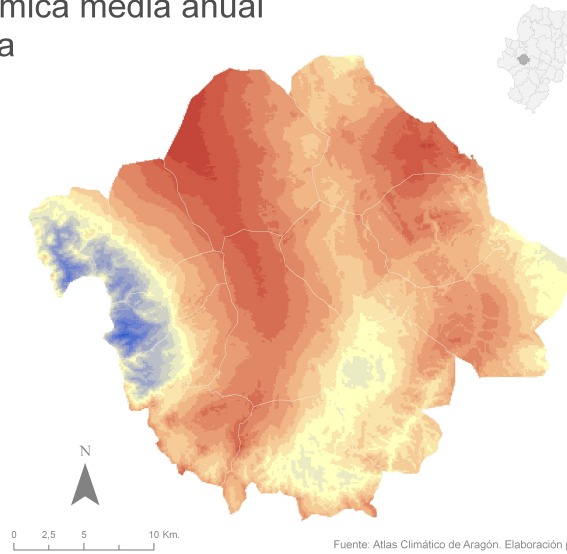 mica media anual
a
N
0 2,5 5 10 Km.
Fuente: Atlas Climático de Aragón. Elaboración p